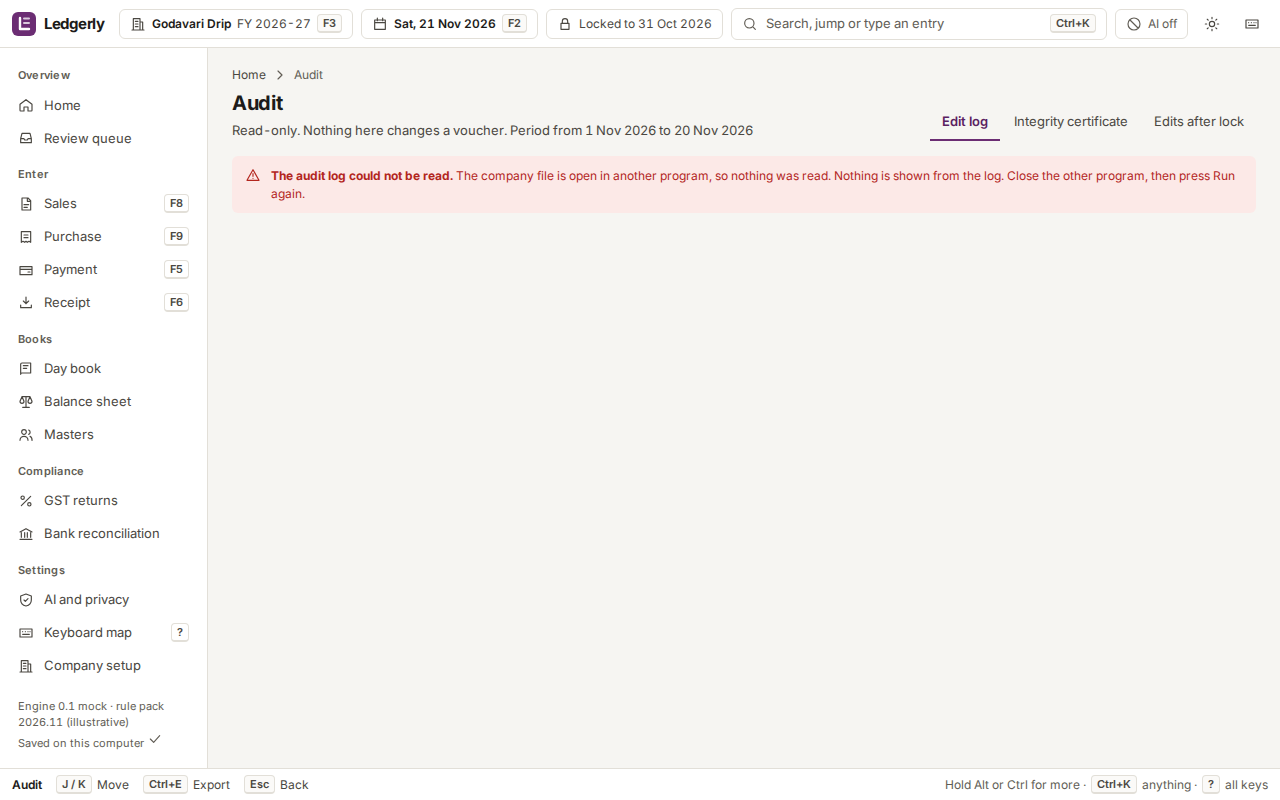 Ledgerly
Godavari Drip FY 2026-27 F3
Sat, 21 Nov 2026 F2
Locked to 31 Oct 2026
Search, jump or type an entry Ctrl+K
AI off
Overview
Home
Review queue
Enter
Sales F8
Purchase F9
Payment F5
Receipt F6
Books
Day book
Balance sheet
Masters
Compliance
GST returns
Bank reconciliation
Settings
AI and privacy
Keyboard map ?
Company setup
Engine 0.1 mock · rule pack
2026.11 (illustrative)
Saved on this computer
Home > Audit
Audit
Read-only. Nothing here changes a voucher. Period from 1 Nov 2026 to 20 Nov 2026
Edit log Integrity certificate Edits after lock
The audit log could not be read. The company file is open in another program, so nothing was read. Nothing is shown from the log. Close the other program, then press Run
again.
Audit J / K Move Ctrl+E Export Esc Back
Hold Alt or Ctrl for more · Ctrl+K anything · ? all keys